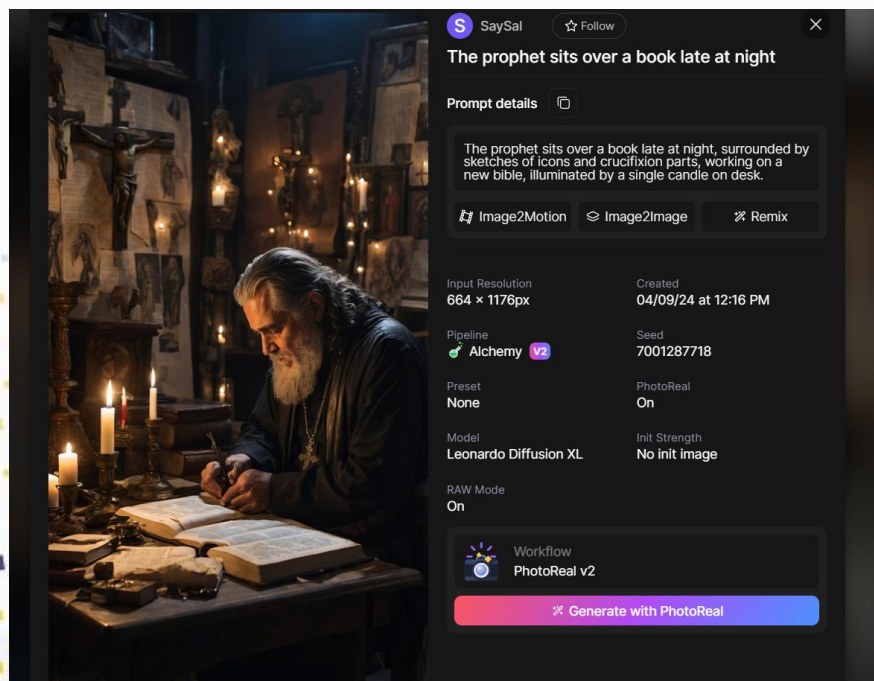 S SaySal Follow
The prophet sits over a book late at night
Prompt details
The prophet sits over a book late at night, surrounded by
sketches of icons and crucifixion parts, working on a
new bible, illuminated by a single candle on desk.
Image2Motion Image2Image Remix
Input Resolution Created
664 × 1176px 04/09/24 at 12:16 PM
Pipeline Seed
Alchemy V2 7001287718
Preset PhotoReal
None On
Model Init Strength
Leonardo Diffusion XL No init image
RAW Mode
On
Workflow
PhotoReal v2
Generate with PhotoReal